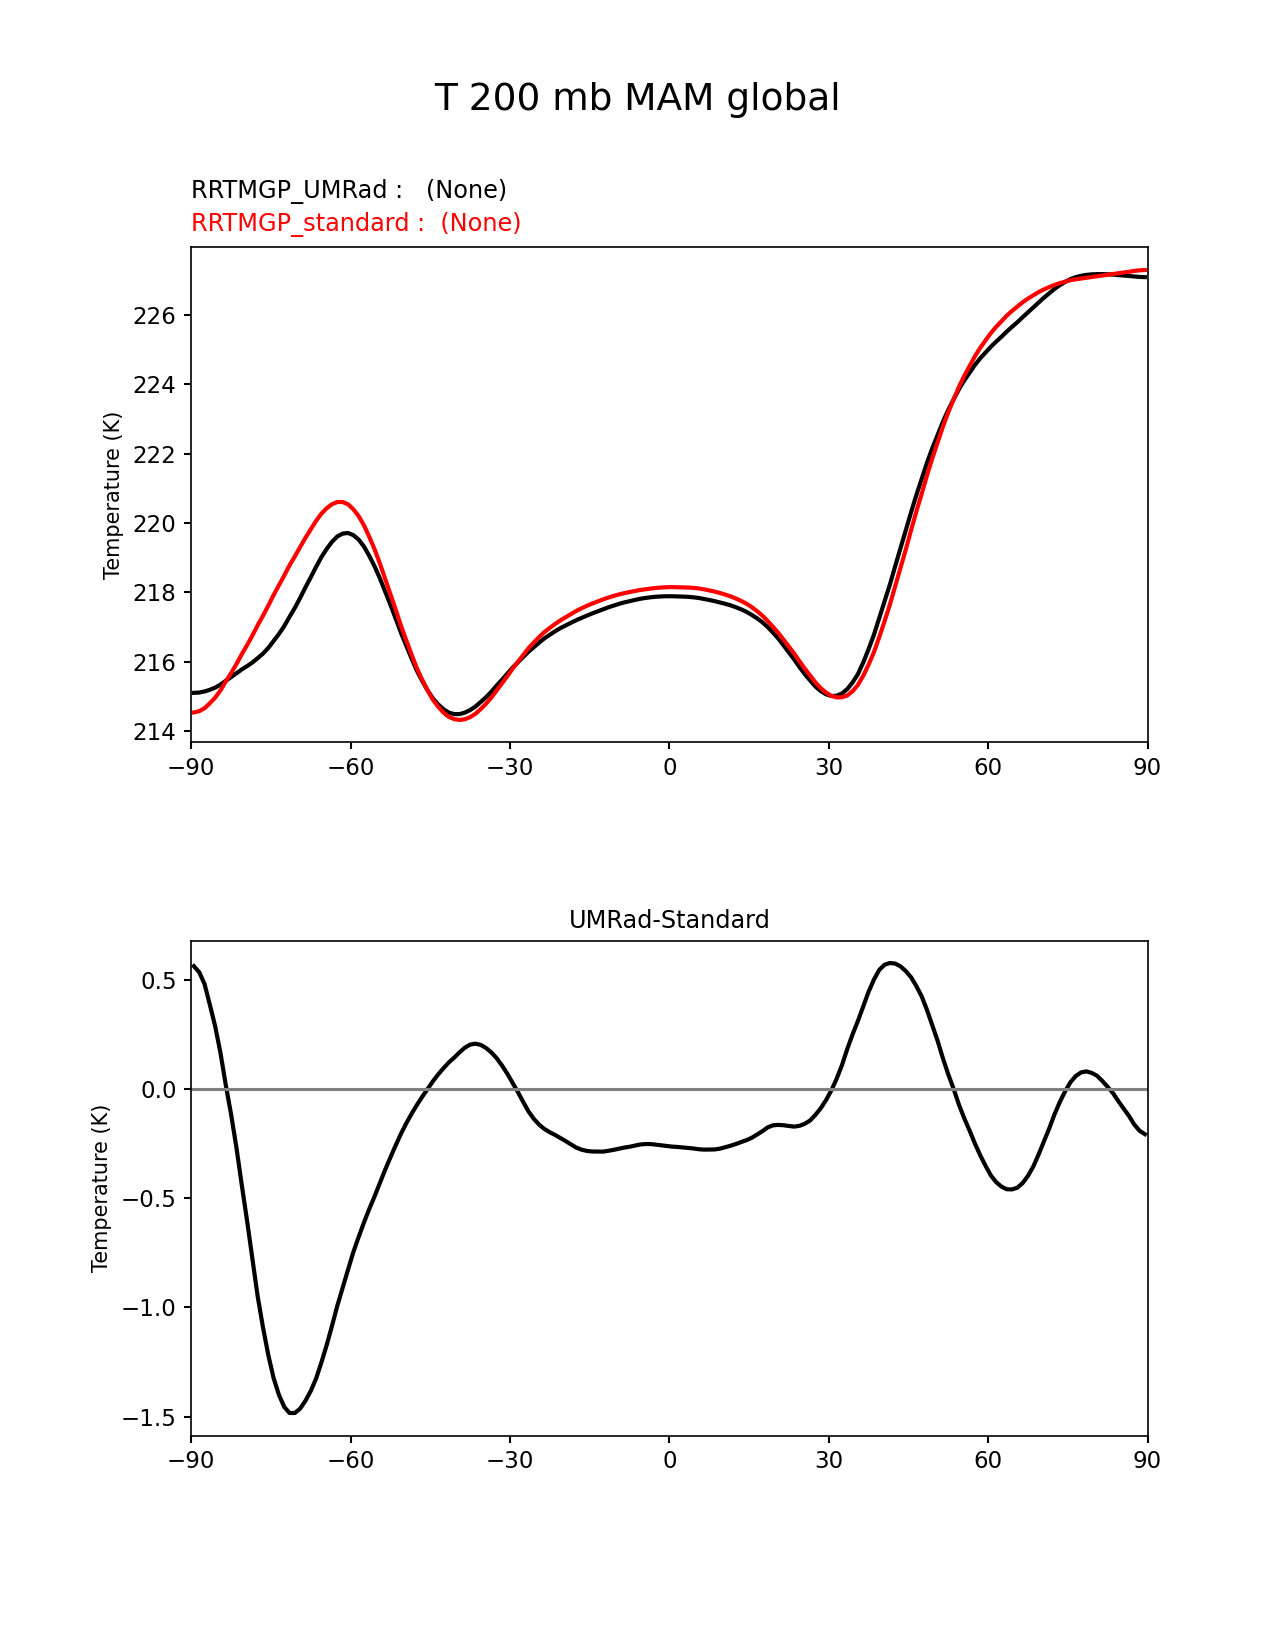 T 200 mb MAM global
RRTMGP_UMRad :   (None)
RRTMGP_standard :  (None)
Temperature (K)
226
224
222
220
218
216
214
−90 −60 −30 0 30 60 90
UMRad-Standard
Temperature (K)
0.5
0.0
−0.5
−1.0
−1.5
−90 −60 −30 0 30 60 90